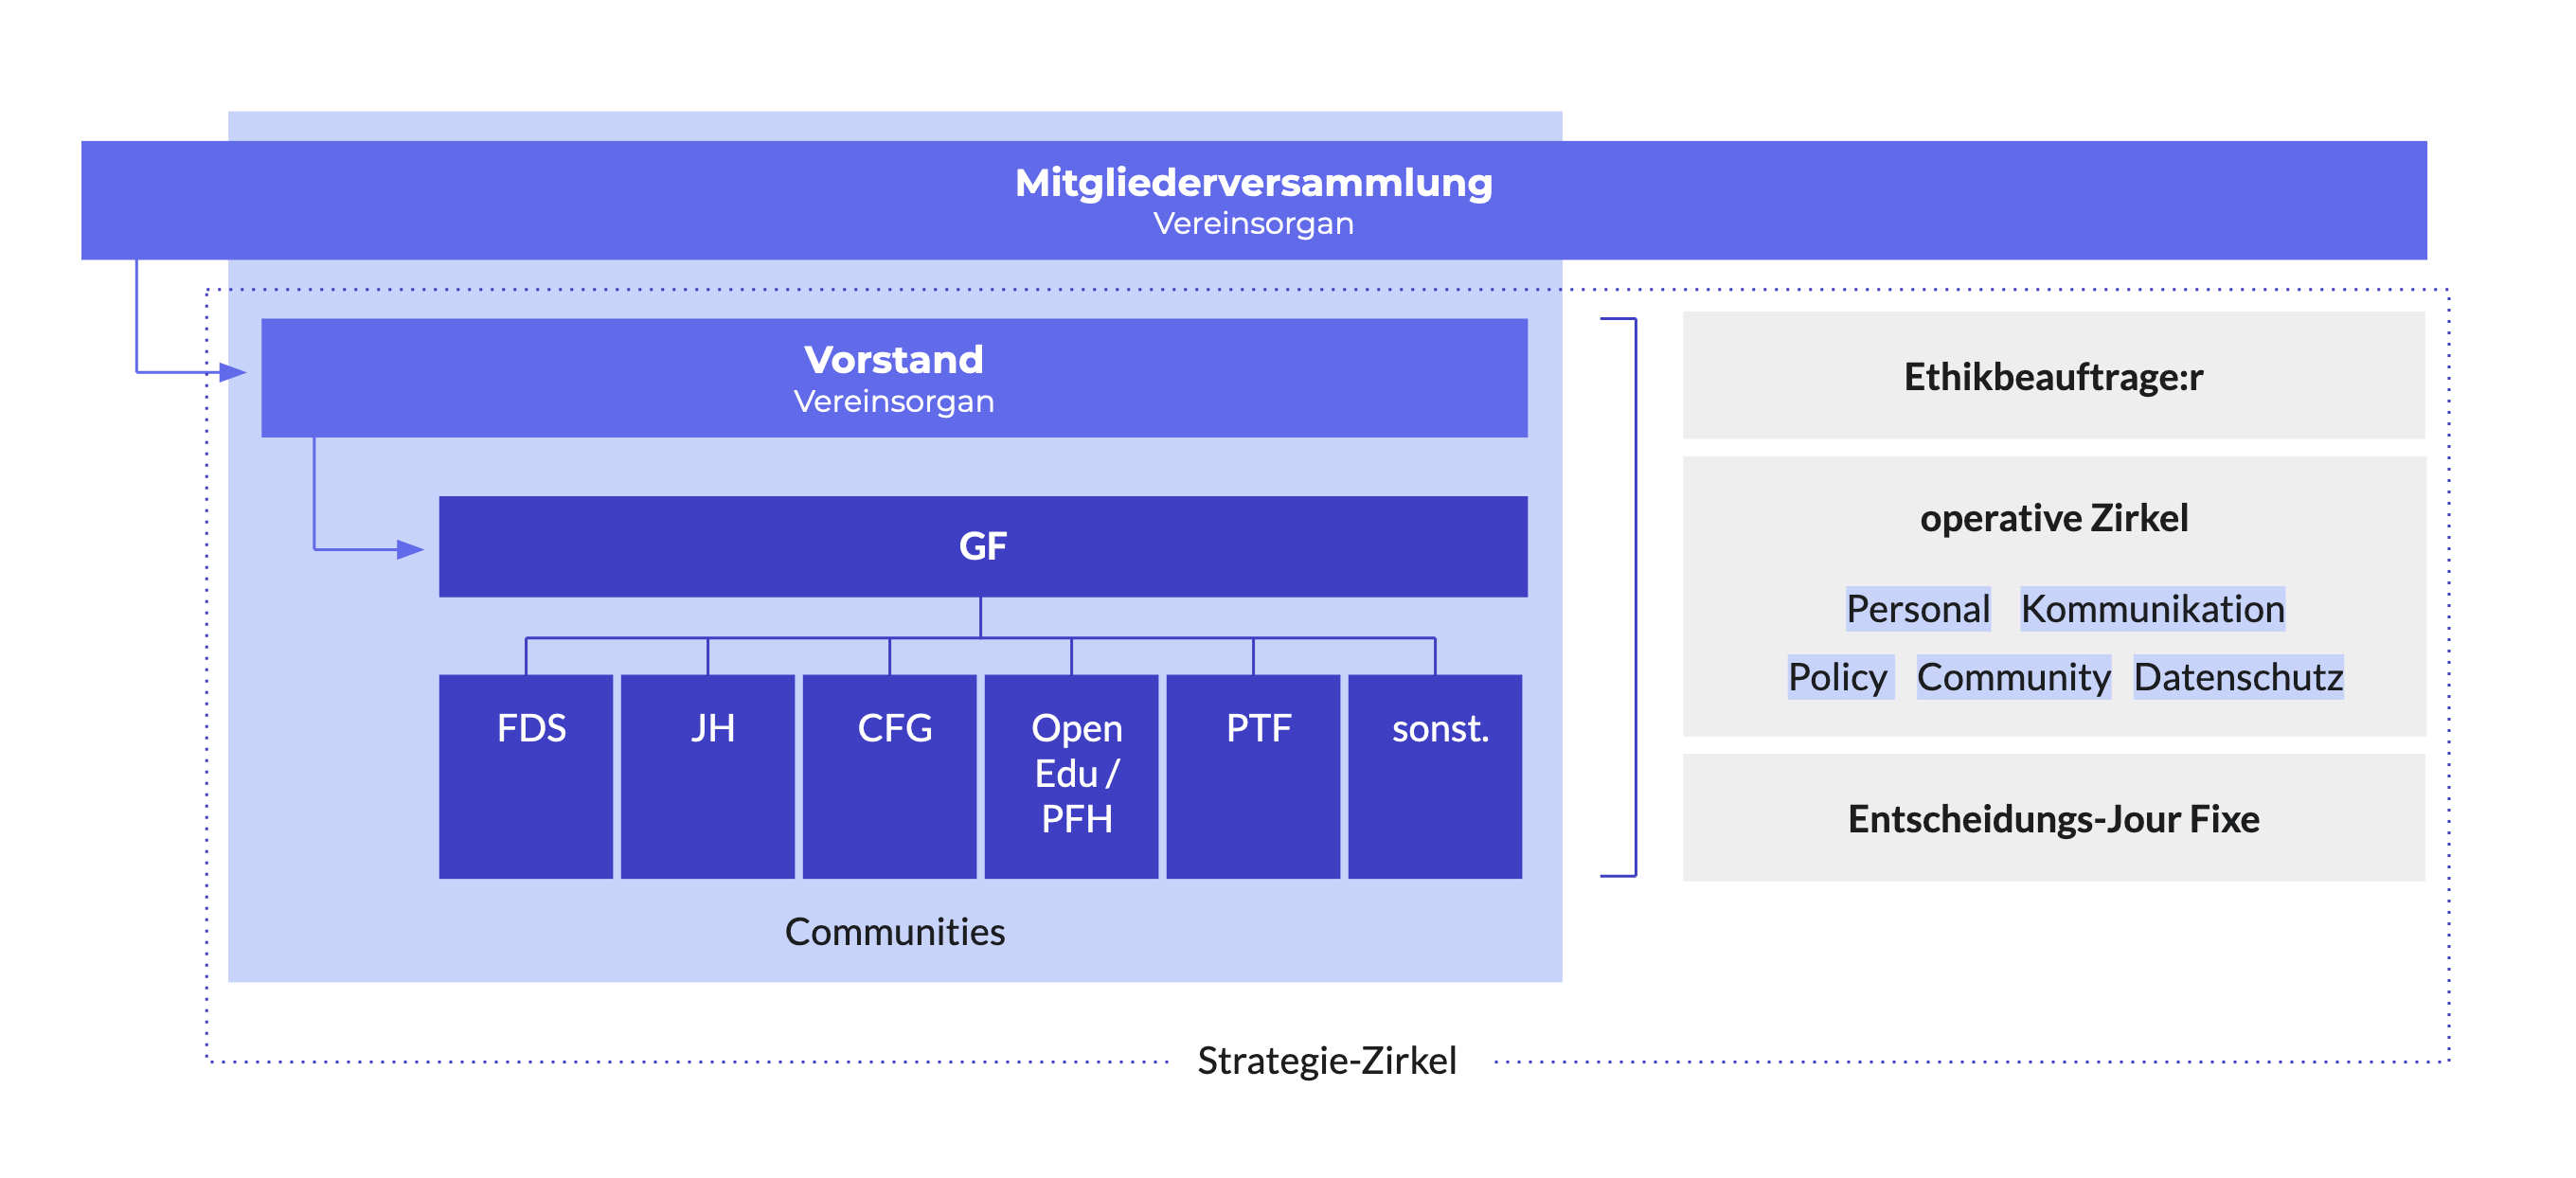 Mitgliederversammlung
Vereinsorgan
Vorstand
Vereinsorgan
GF
FDS
JH
CFG
Open
Edu /
PFH
PTF
sonst.
Communities
Ethikbeauftrage:r
operative Zirkel
Personal Kommunikation
Policy Community Datenschutz
Entscheidungs-Jour Fixe
Strategie-Zirkel